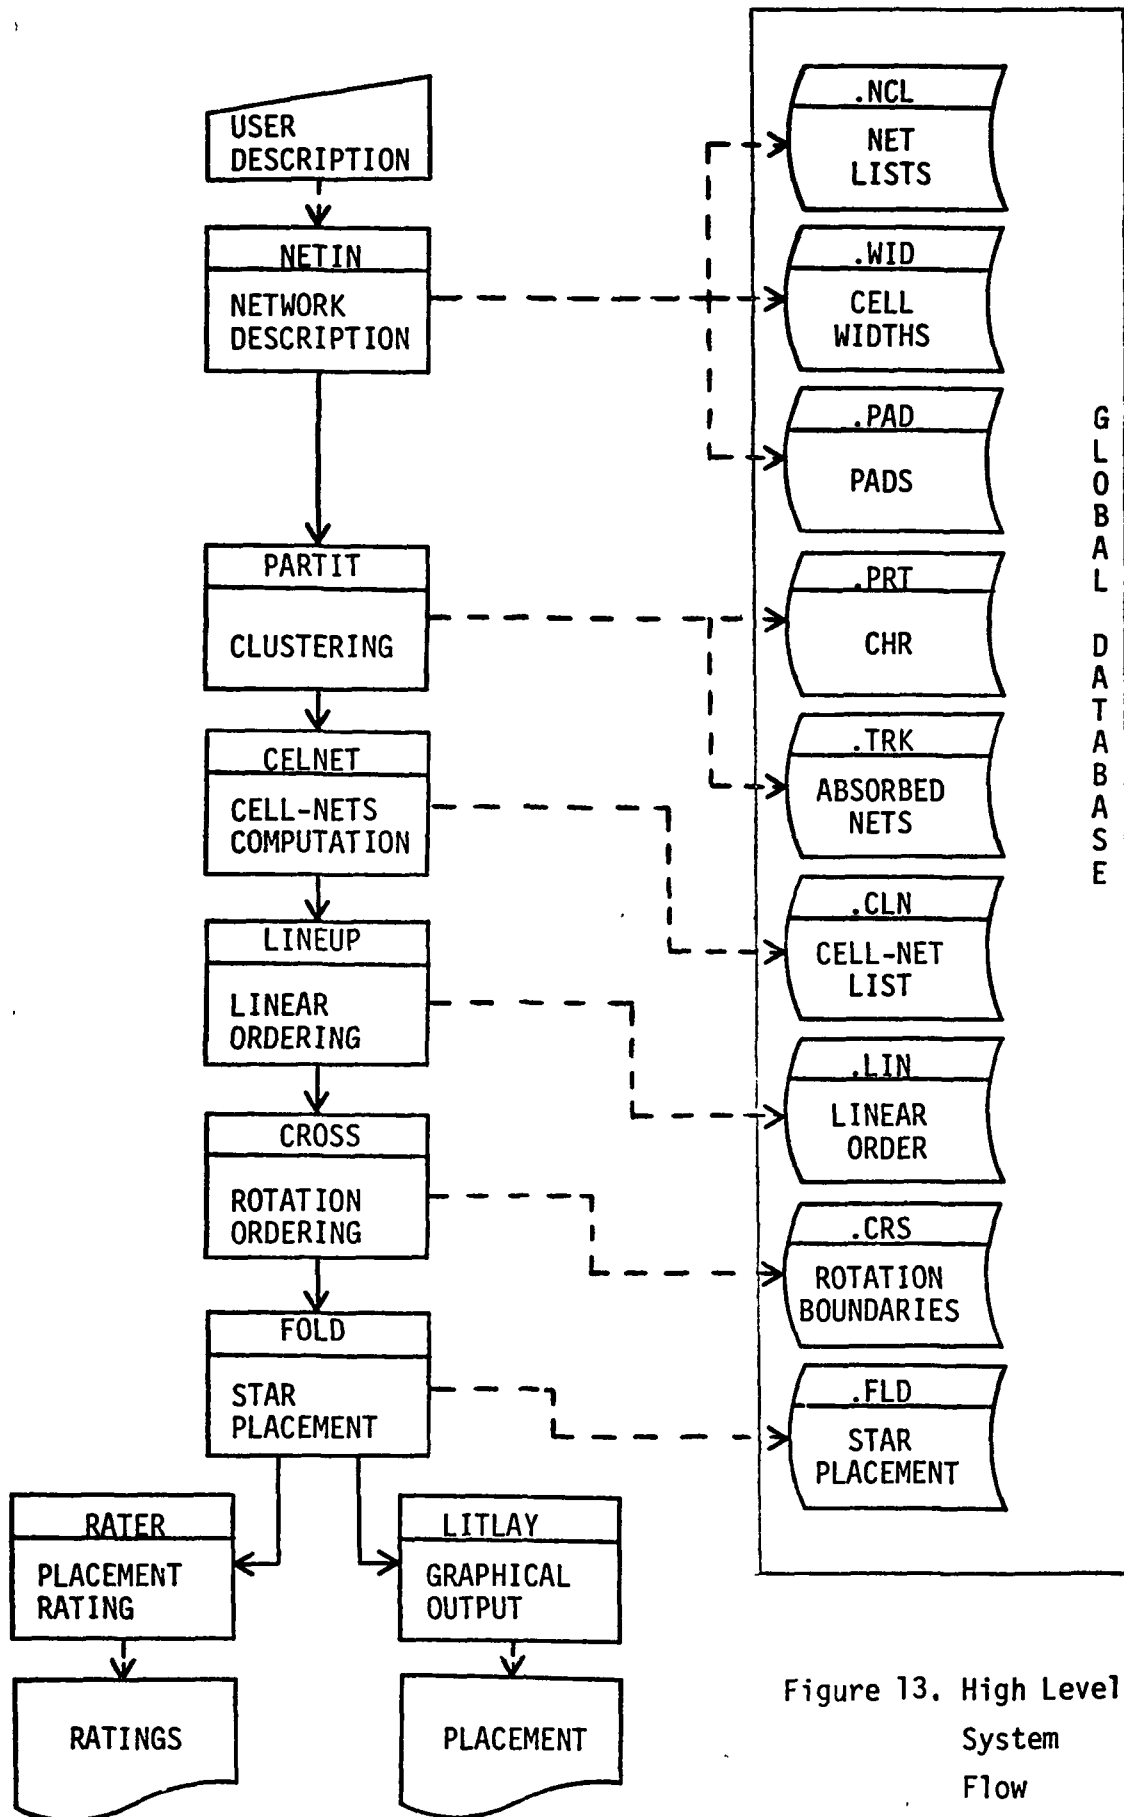 USER
DESCRIPTION
NETIN
NETWORK
DESCRIPTION
PARTIT
CLUSTERING
CELNET
CELL-NETS
COMPUTATION
LINEUP
LINEAR
ORDERING
CROSS
ROTATION
ORDERING
FOLD
STAR
PLACEMENT
RATER
PLACEMENT
RATING
LITLAY
GRAPHICAL
OUTPUT
RATINGS
PLACEMENT
.NCL
NET
LISTS
.WID
CELL
WIDTHS
.PAD
PADS
.PRT
CHR
.TRK
ABSORBED
NETS
.CLN
CELL-NET
LIST
.LIN
LINEAR
ORDER
.CRS
ROTATION
BOUNDARIES
.FLD
STAR
PLACEMENT
GLOBAL DATABASE
Figure 13. High Level
System
Flow